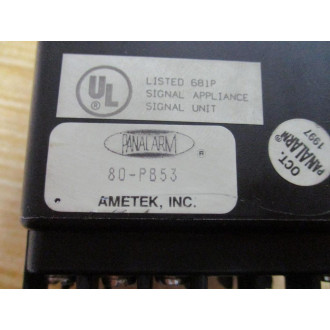 UL
®
LISTED 681P
SIGNAL APPLIANCE
SIGNAL UNIT
PANALARM
®
80-PB53
AMETEK, INC.
OCT.
PANALARM®
1997